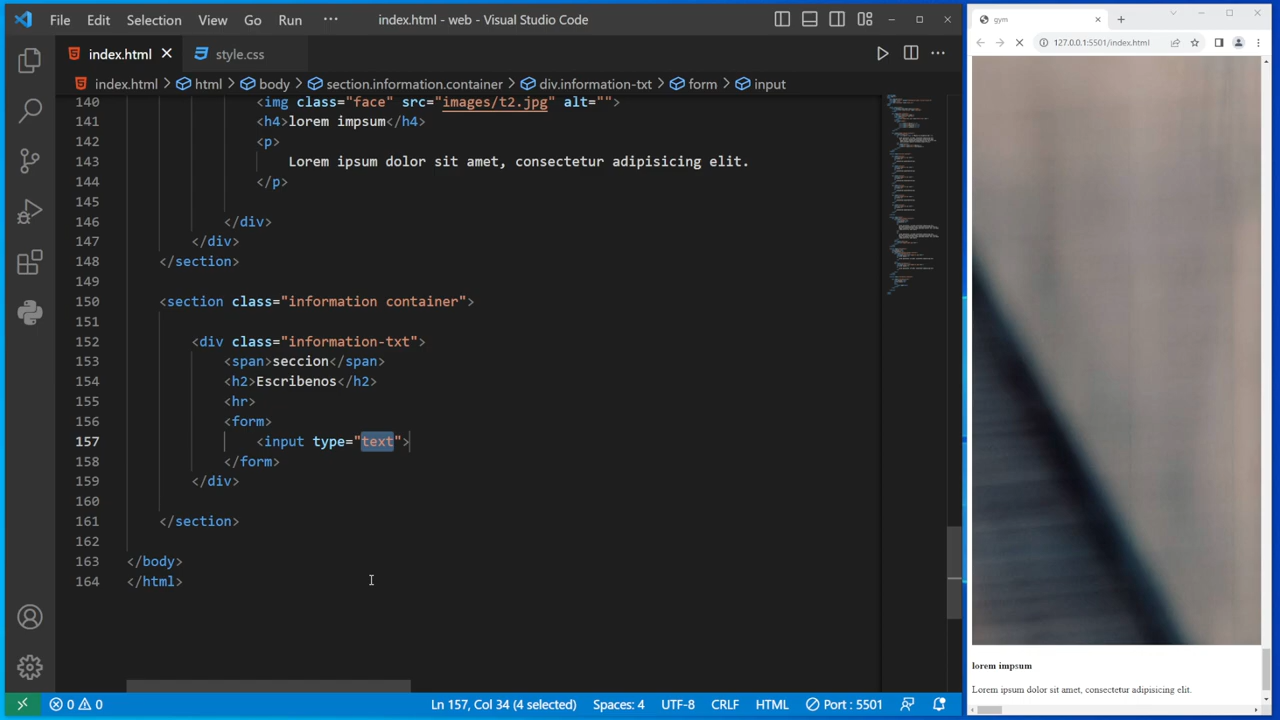 File Edit Selection View Go Run ··· index.html - web - Visual Studio Code
index.html style.css
index.html > html > body > section.information.container > div.information-txt > form > input
140 <img class="face" src="images/t2.jpg" alt="">
141 <h4>lorem impsum</h4>
142 <p>
143 Lorem ipsum dolor sit amet, consectetur adipisicing elit.
144 </p>
145
146 </div>
147 </div>
148 </section>
149
150 <section class="information container">
151
152 <div class="information-txt">
153 <span>seccion</span>
154 <h2>Escribenos</h2>
155 <hr>
156 <form>
157 <input type="text">
158 </form>
159 </div>
160
161 </section>
162
163 </body>
164 </html>
0 0 Ln 157, Col 34 (4 selected) Spaces: 4 UTF-8 CRLF HTML Port : 5501
gym
127.0.0.1:5501/index.html
lorem impsum
Lorem ipsum dolor sit amet, consectetur adipisicing elit.